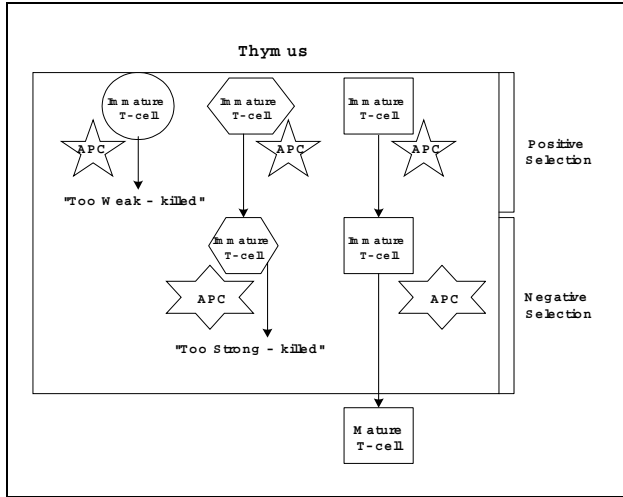 Thymus
Immature
T-cell
Immature
T-cell
Immature
T-cell
APC
APC
APC
Positive
Selection
"Too Weak - killed"
Immature
T-cell
Immature
T-cell
APC
APC
Negative
Selection
"Too Strong - killed"
Mature
T-cell